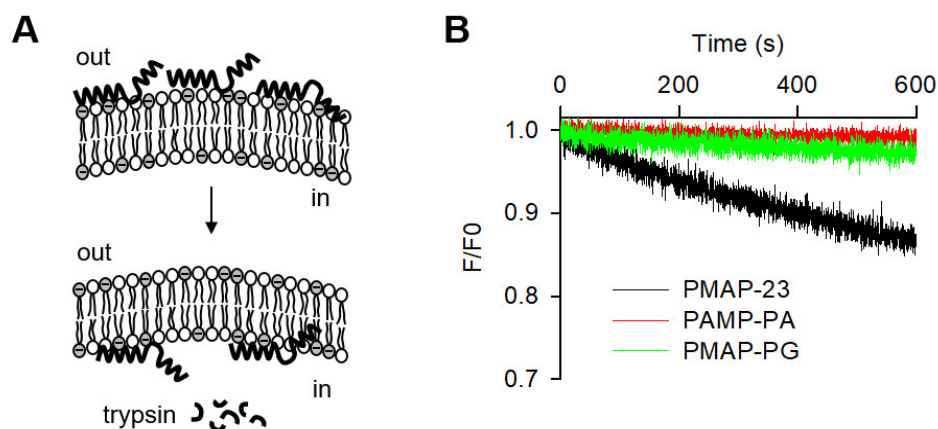 A
out
in
out
in
trypsin
B
Time (s)
0 200 400 600
1.0
0.9
0.8
0.7
F/F0
PMAP-23
PAMP-PA
PMAP-PG